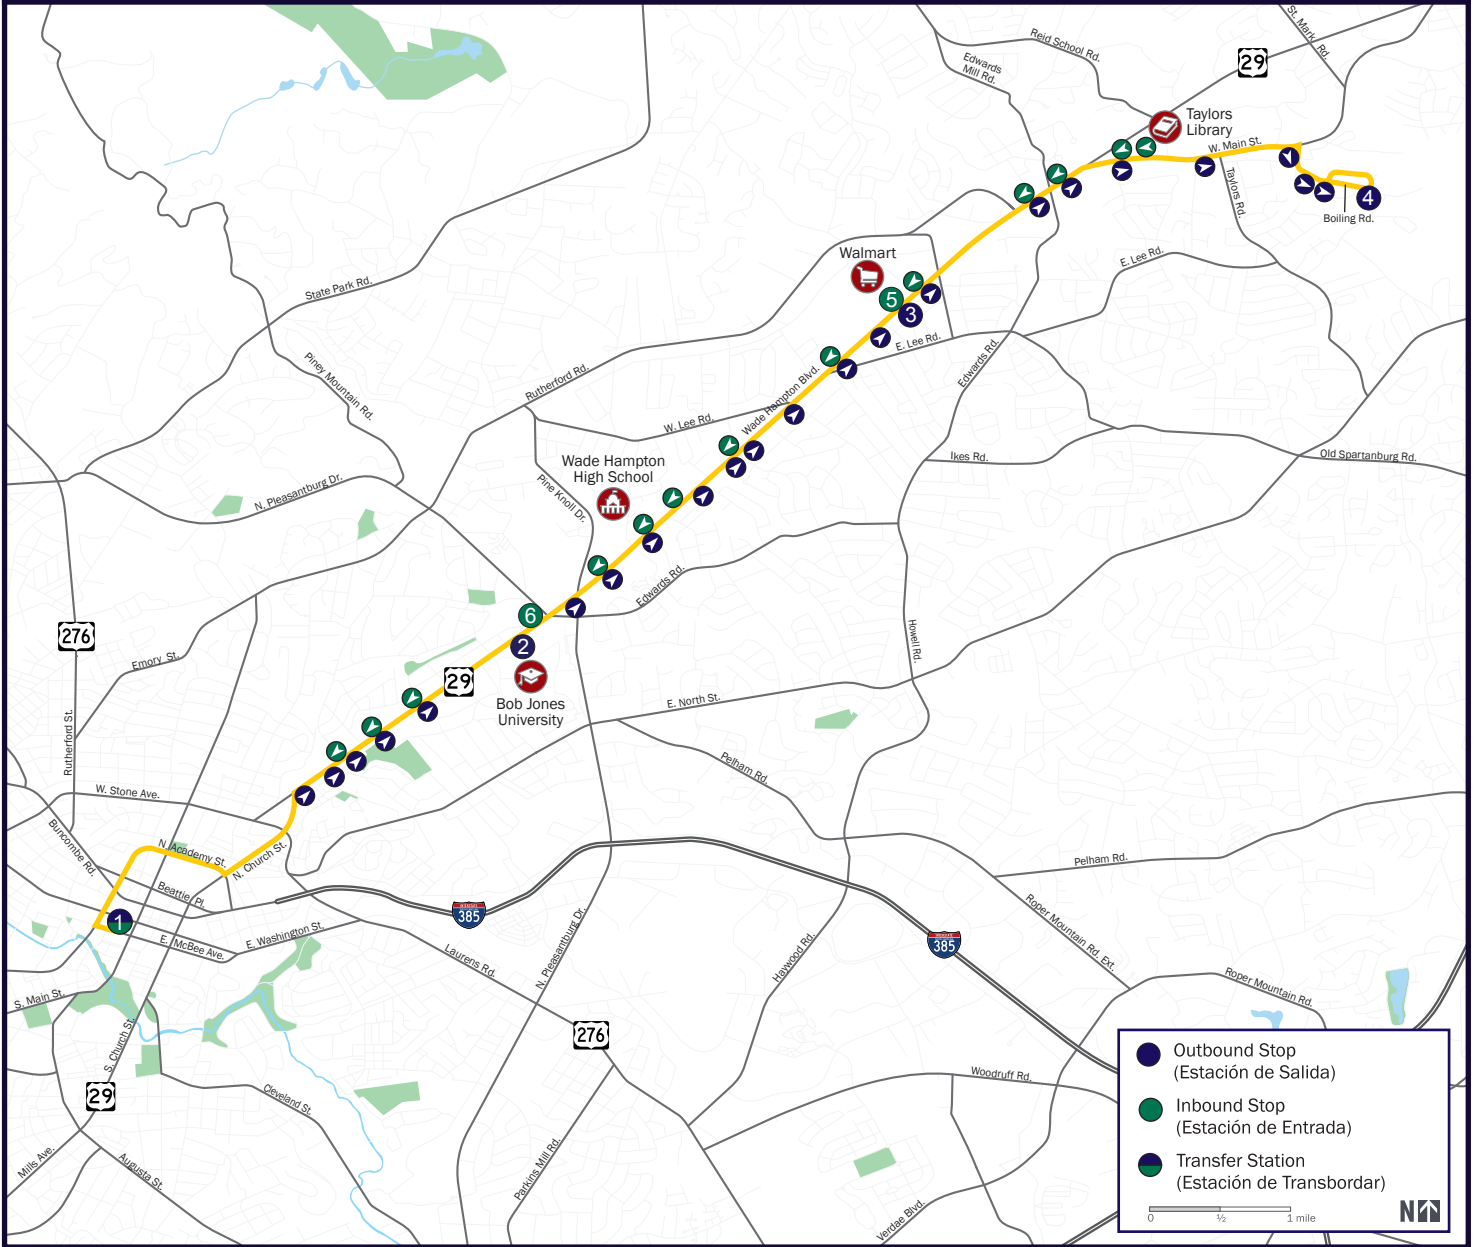 St. Mark Rd.
Reid School Rd.
29
Edwards
Mill Rd.
Taylors
Library
W. Main St.
Taylors Rd.
4
Boiling Rd.
Walmart
E. Lee Rd.
State Park Rd.
5
3
E. Lee Rd.
Edwards Rd.
Piney Mountain Rd.
Rutherford Rd.
Wade Hampton Blvd.
W. Lee Rd.
Wade Hampton
High School
Ikes Rd.
Old Spartanburg Rd.
N. Pleasantburg Dr.
Pine Knoll Dr.
Edwards Rd.
6
276
2
Howell Rd.
Emory St.
29
Bob Jones
University
E. North St.
Rutherford St.
Pelham Rd.
W. Stone Ave.
Buncombe Rd.
N. Academy St.
N. Church St.
Pelham Rd.
Beattie Pl.
1
385
Roper Mountain Rd. Ext.
E. Washington St.
E. McBee Ave.
385
Laurens Rd.
N. Pleasantburg Dr.
Haywood Rd.
Roper Mountain Rd.
S. Main St.
276
S. Church St.
29
Cleveland St.
Woodruff Rd.
Mills Ave.
Augusta St.
Parkins Mill Rd.
Verdae Blvd.
Outbound Stop
(Estación de Salida)
Inbound Stop
(Estación de Entrada)
Transfer Station
(Estación de Transbordar)
0 ½ 1 mile
N